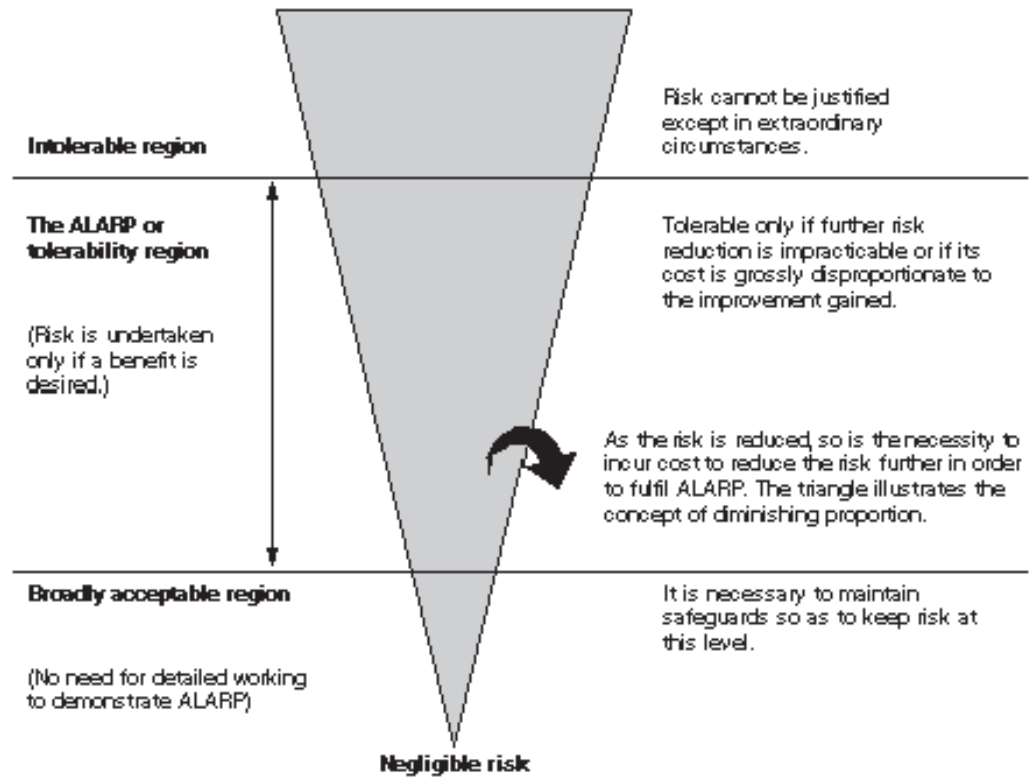 Risk cannot be justified
except in extraordinary
circumstances.
Intolerable region
The ALARP or
tolerability region
Tolerable only if further risk
reduction is impracticable or if its
cost is grossly disproportionate to
the improvement gained.
(Risk is undertaken
only if a benefit is
desired.)
As the risk is reduced, so is the necessity to
incur cost to reduce the risk further in order
to fulfil ALARP. The triangle illustrates the
concept of diminishing proportion.
Broadly acceptable region
It is necessary to maintain
safeguards so as to keep risk at
this level.
(No need for detailed working
to demonstrate ALARP)
Negligible risk